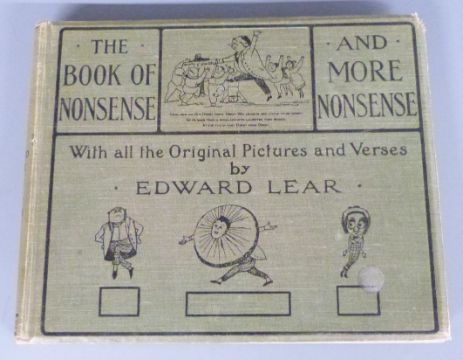 THE
BOOK OF
NONSENSE
AND
MORE
NONSENSE
With all the Original Pictures and Verses
by
EDWARD LEAR